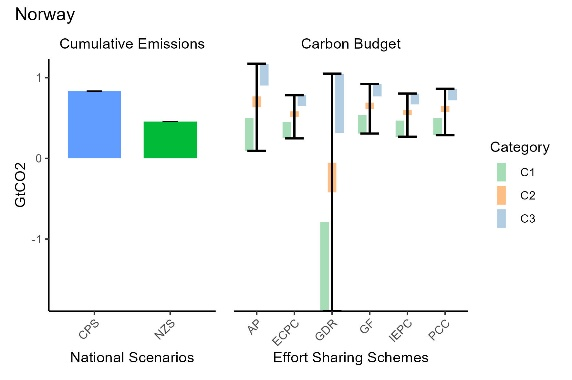 Norway
Cumulative Emissions
Carbon Budget
GtCO2
1
0
-1
CPS
NZS
AP
ECPC
GDR
GF
IEPC
PCC
National Scenarios
Effort Sharing Schemes
Category
C1
C2
C3